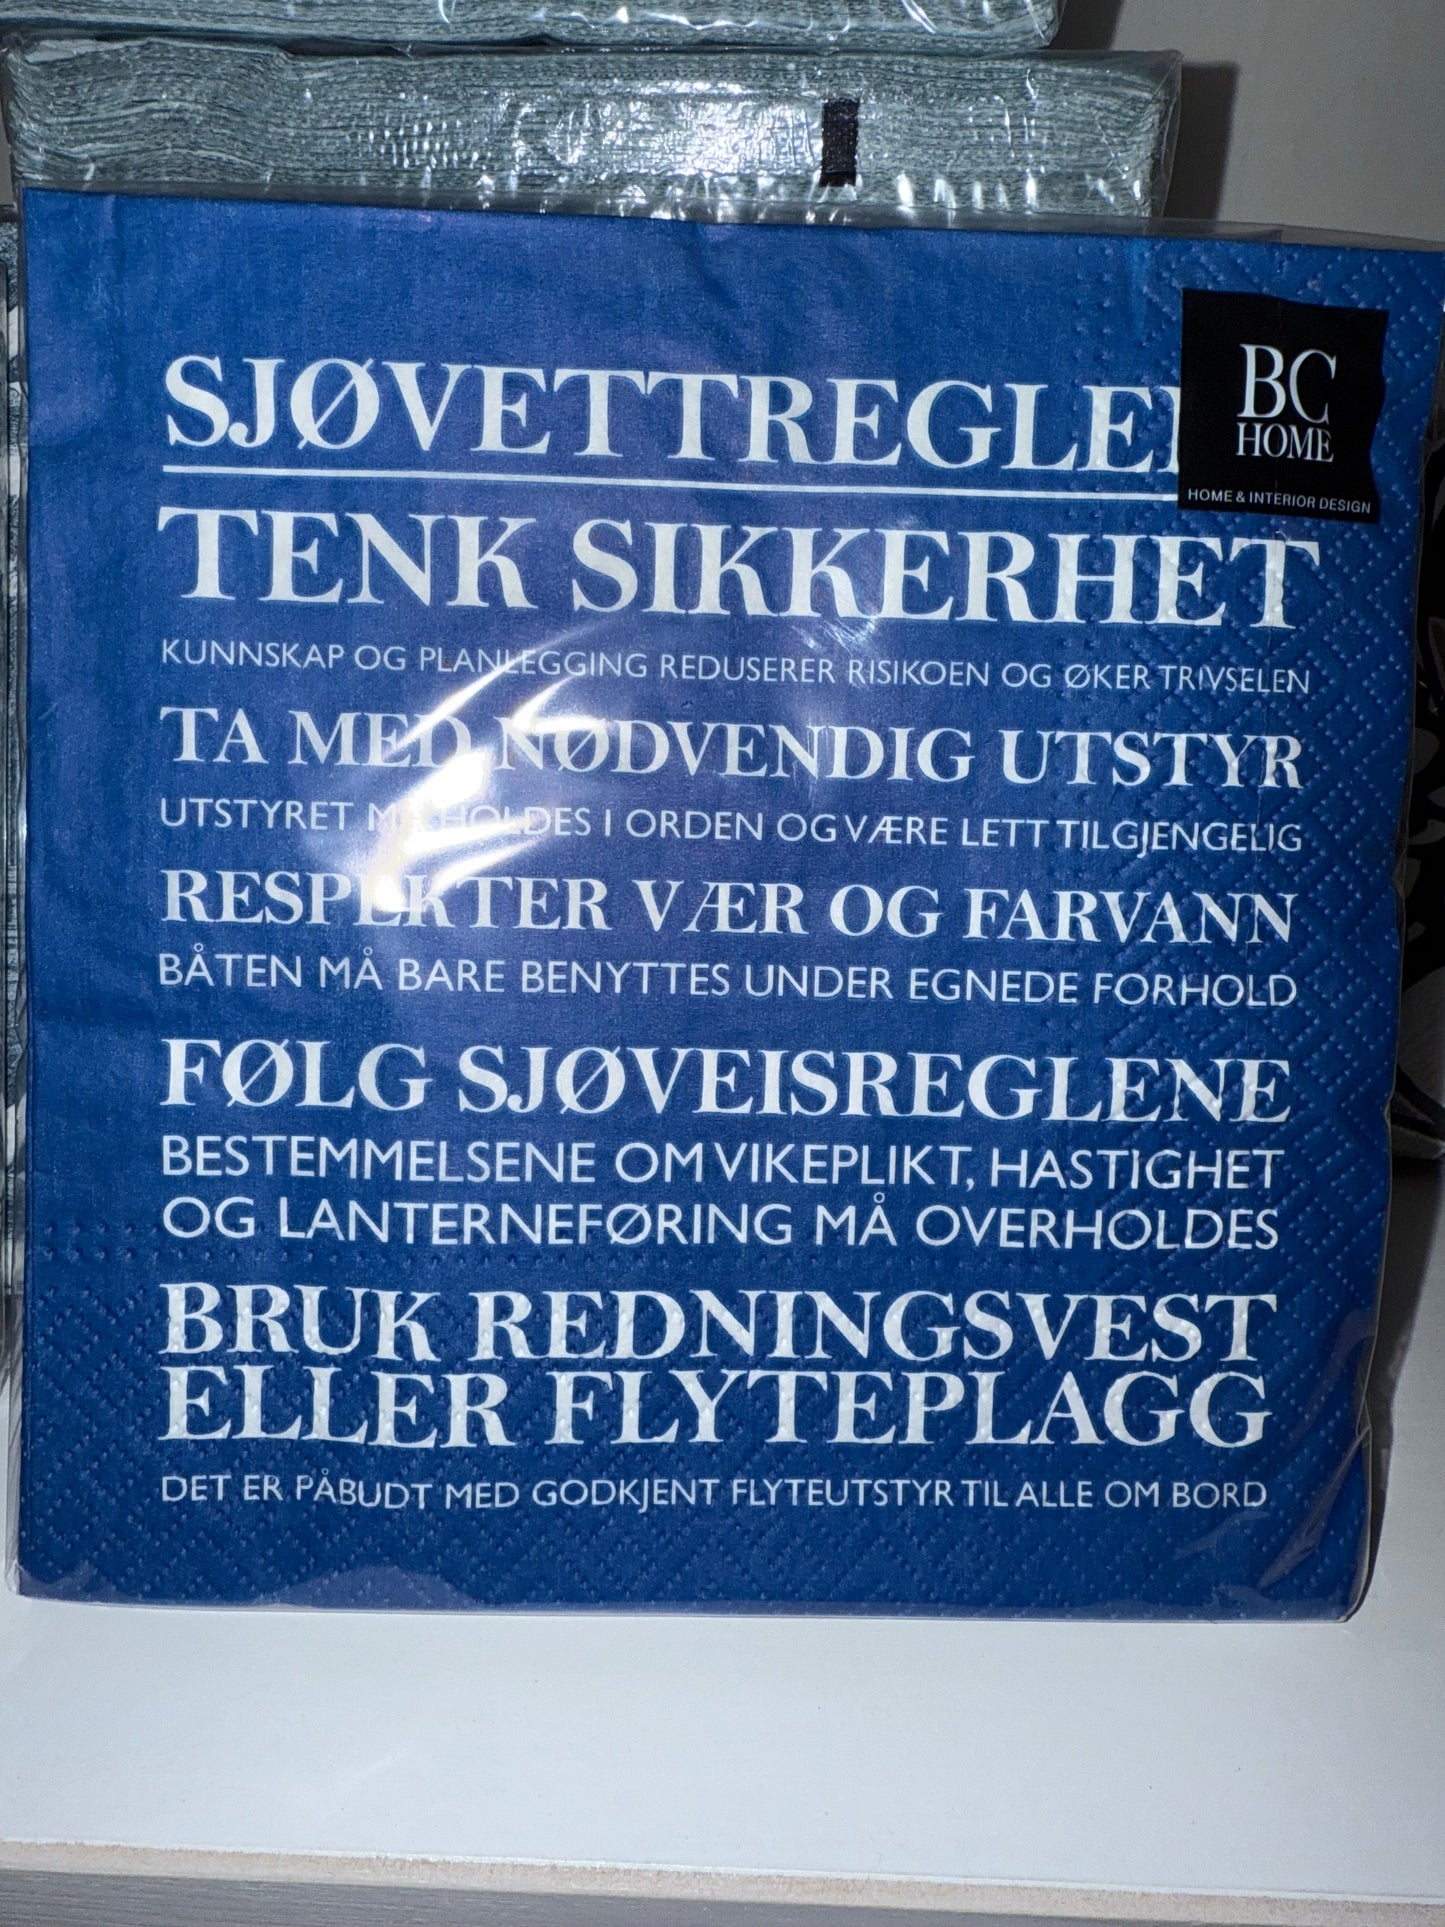 SJØVETTREGLE
BC
HOME
HOME & INTERIOR DESIGN
TENK SIKKERHET
KUNNSKAP OG PLANLEGGING REDUSERER RISIKOEN OG ØKER TRIVSELEN
TA MED NØDVENDIG UTSTYR
UTSTYRET HOLDES I ORDEN OG VÆRE LETT TILGJENGELIG
RESPEKTER VÆR OG FARVANN
BÅTEN MÅ BARE BENYTTES UNDER EGNEDE FORHOLD
FØLG SJØVEISREGLENE
BESTEMMELSENE OM VIKEPLIKT, HASTIGHET
OG LANTERNEFØRING MÅ OVERHOLDES
BRUK REDNINGSVEST
ELLER FLYTEPLAGG
DET ER PÅBUDT MED GODKJENT FLYTEUTSTYR TIL ALLE OM BORD